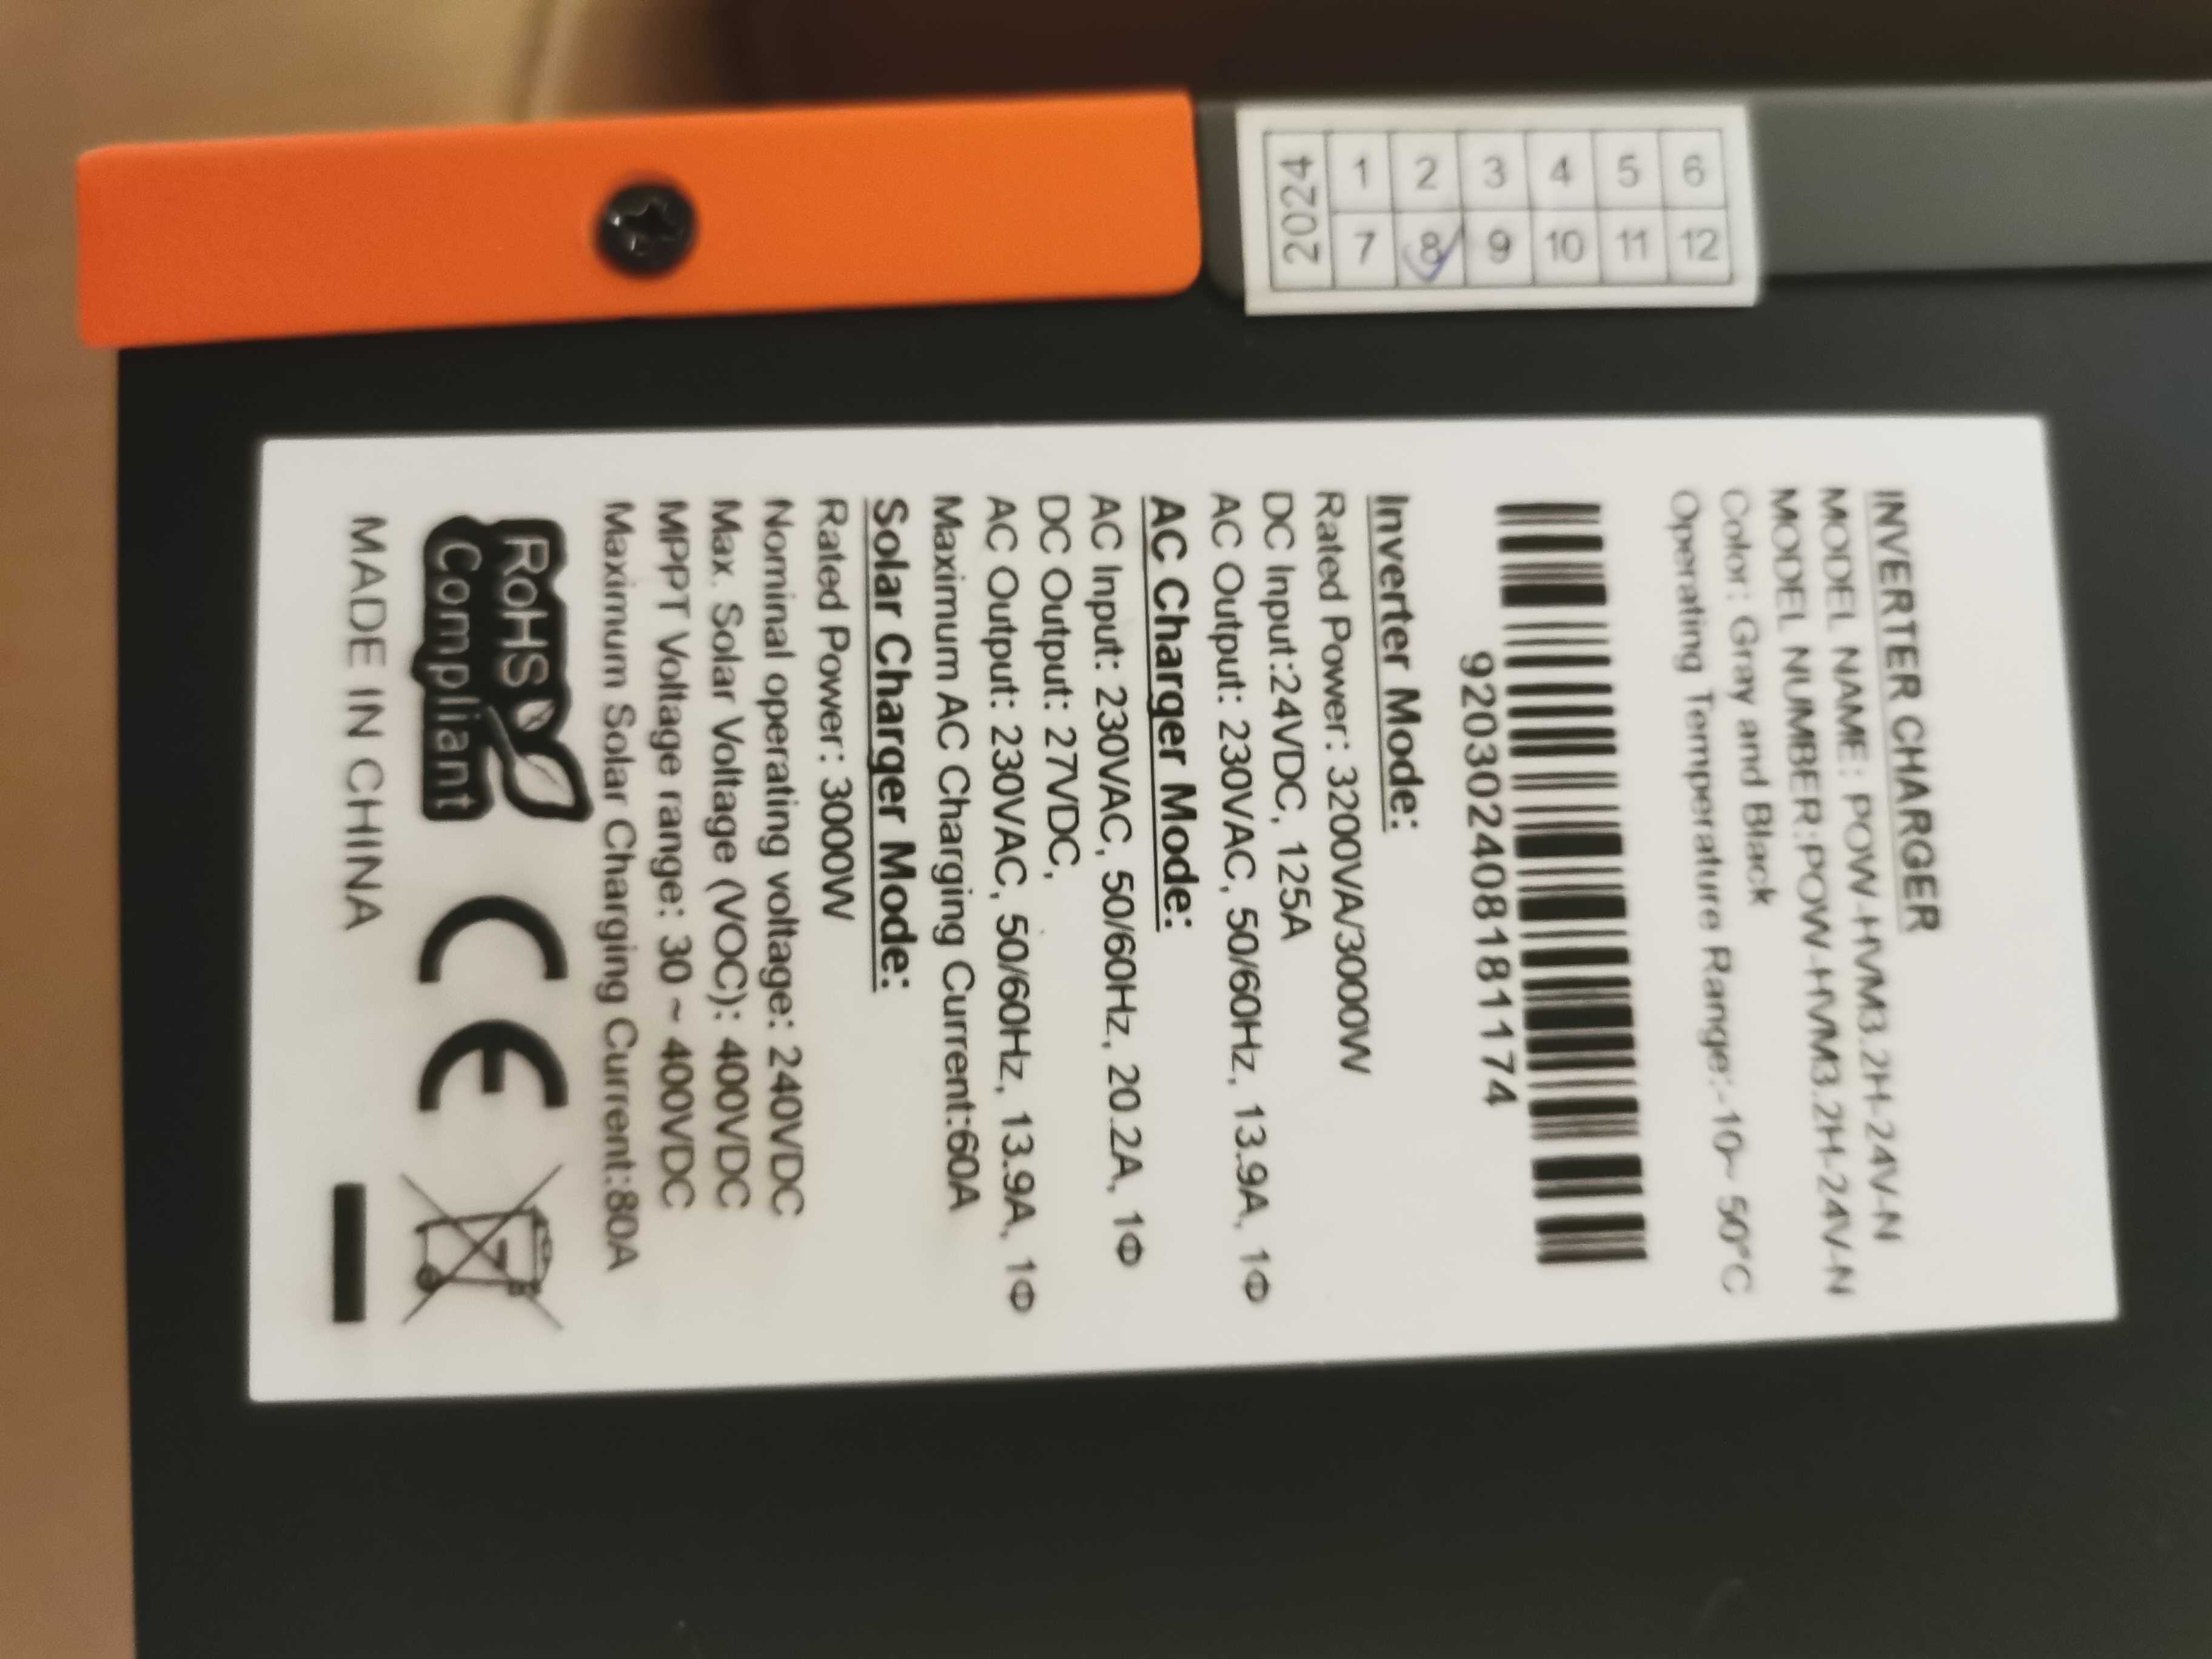 2024
1 2 3 4 5 6
7 8 9 10 11 12
INVERTER CHARGER
MODEL NAME: POW-HVM3.2H-24V-N
MODEL NUMBER:POW-HVM3.2H-24V-N
Color: Gray and Black
Operating Temperature Range:-10~ 50°C
920302408181174
Inverter Mode:
Rated Power: 3200VA/3000W
DC Input:24VDC, 125A
AC Output: 230VAC, 50/60Hz, 13.9A, 1Φ
AC Charger Mode:
AC Input: 230VAC, 50/60Hz, 20.2A, 1Φ
DC Output: 27VDC,
AC Output: 230VAC, 50/60Hz, 13.9A, 1Φ
Maximum AC Charging Current:60A
Solar Charger Mode:
Rated Power: 3000W
Nominal operating voltage: 240VDC
Max. Solar Voltage (VOC): 400VDC
MPPT Voltage range: 30 ~ 400VDC
Maximum Solar Charging Current:80A
RoHS
Compliant
CE
MADE IN CHINA